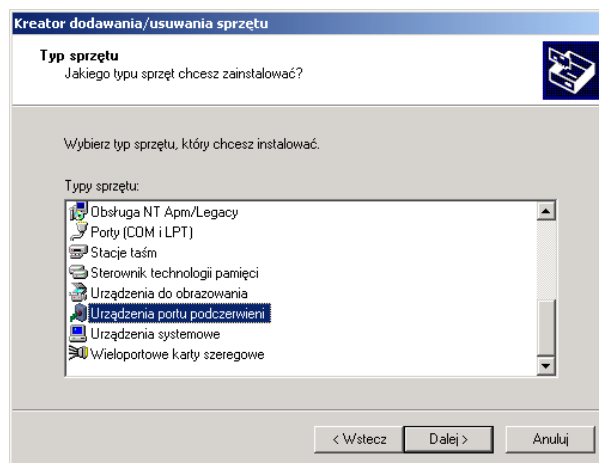 Kreator dodawania/usuwania sprzętu
Typ sprzętu
Jakiego typu sprzęt chcesz zainstalować?
Wybierz typ sprzętu, który chcesz instalować.
Typy sprzętu:
Obsługa NT Apm/Legacy
Porty (COM i LPT)
Stacje taśm
Sterownik technologii pamięci
Urządzenia do obrazowania
Urządzenia portu podczerwieni
Urządzenia systemowe
Wieloportowe karty szeregowe
< Wstecz Dalej > Anuluj